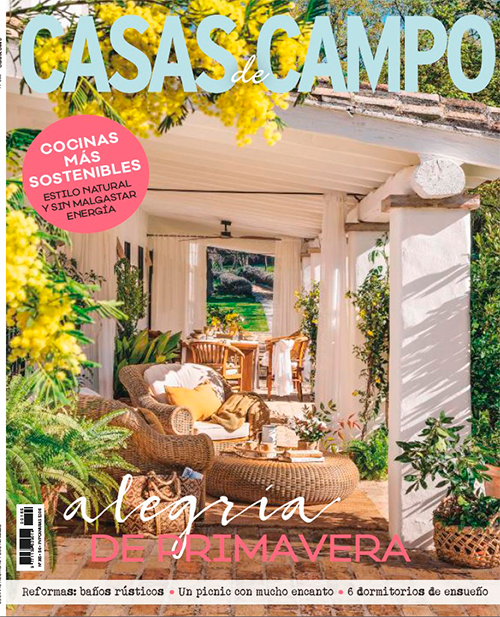 CASAS de CAMPO
COCINAS
MÁS
SOSTENIBLES
ESTILO NATURAL
Y SIN MALGASTAR
ENERGÍA
alegría
DE PRIMAVERA
Reformas: baños rústicos • Un picnic con mucho encanto • 6 dormitorios de ensueño